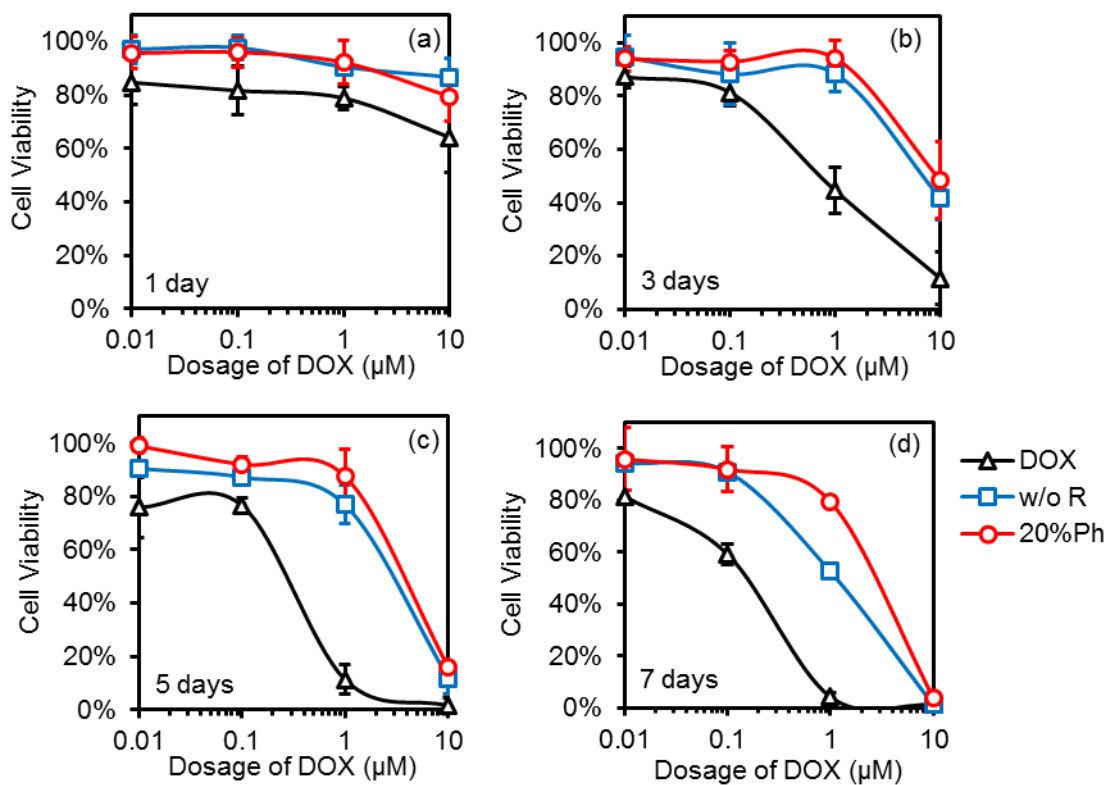 (a)
100%
80%
60%
40%
20%
0%
Cell Viability
1 day
0.01 0.1 1 10
Dosage of DOX (µM)
(b)
100%
80%
60%
40%
20%
0%
Cell Viability
3 days
0.01 0.1 1 10
Dosage of DOX (µM)
(c)
100%
80%
60%
40%
20%
0%
Cell Viability
5 days
0.01 0.1 1 10
Dosage of DOX (µM)
(d)
100%
80%
60%
40%
20%
0%
Cell Viability
7 days
0.01 0.1 1 10
Dosage of DOX (µM)
DOX
w/o R
20%Ph